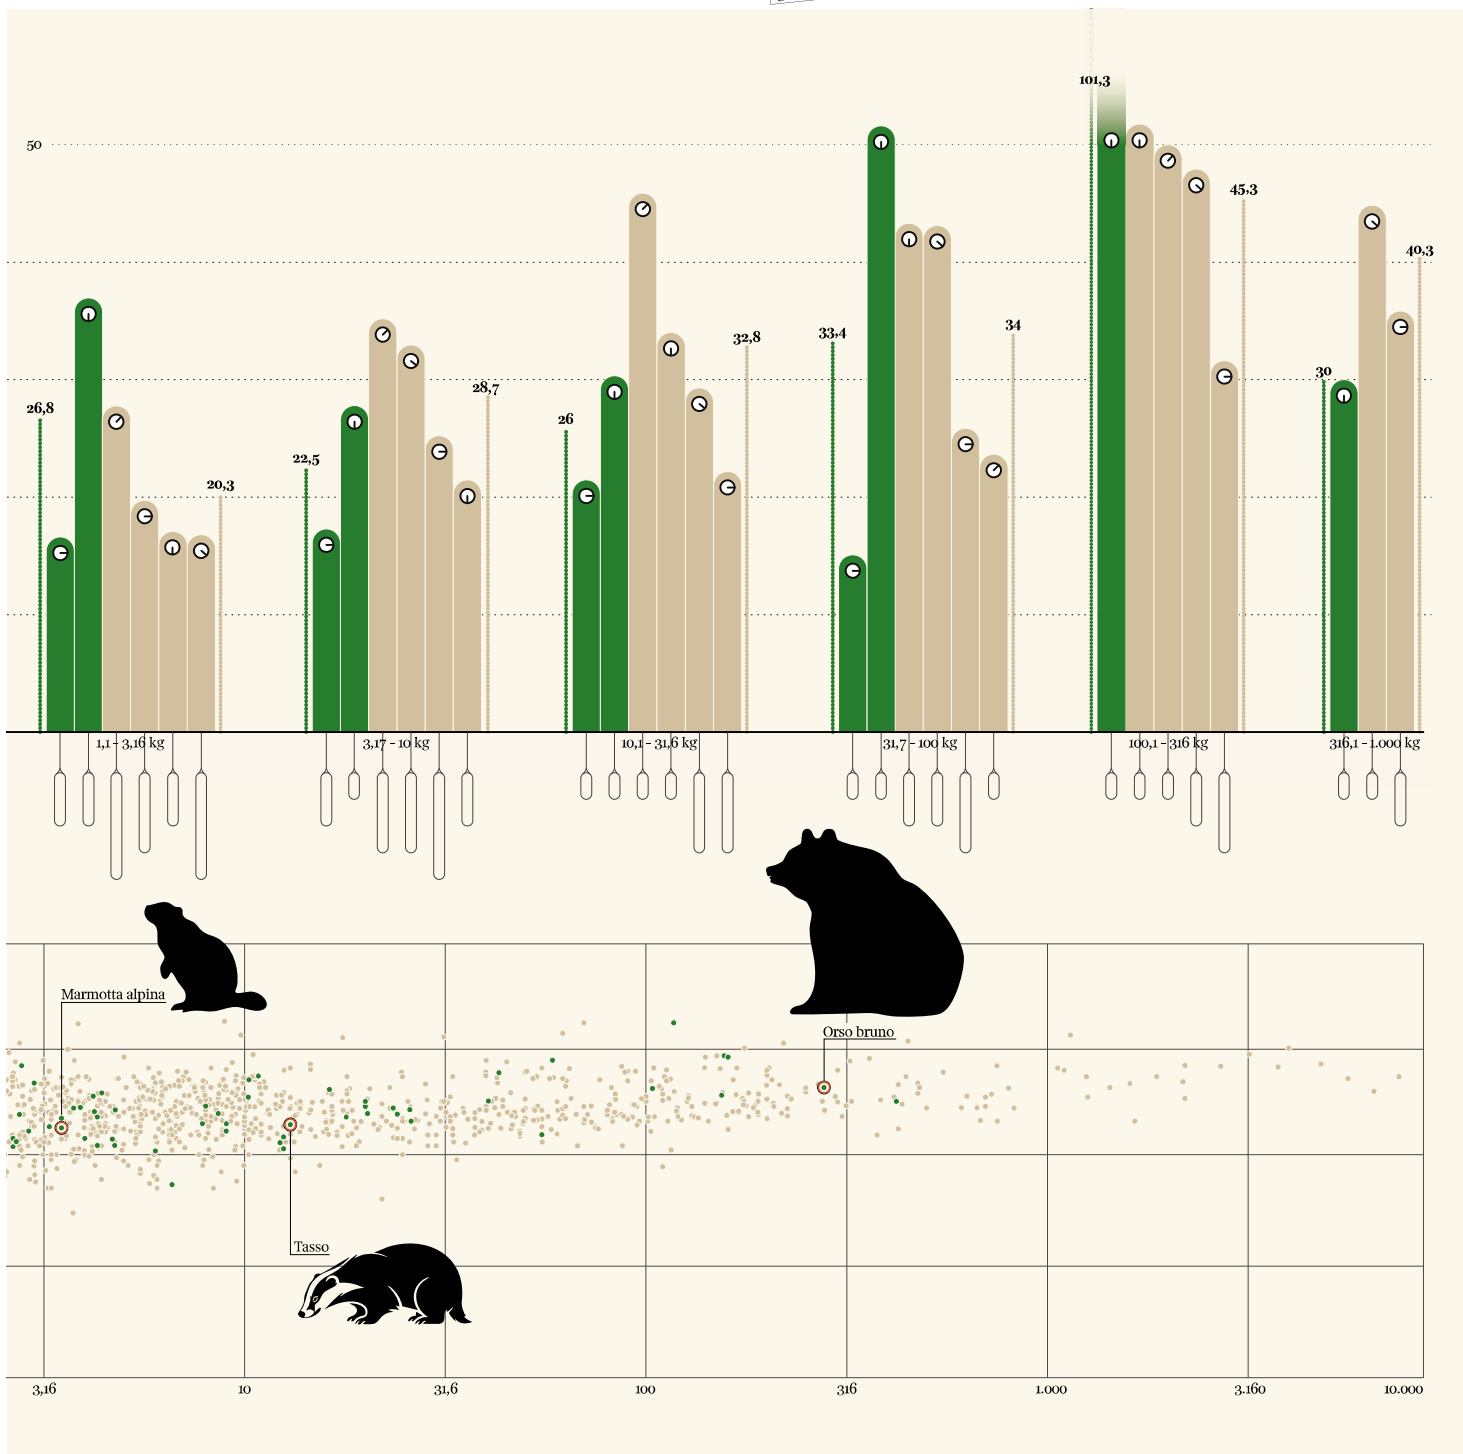 101,3
50
45,3
40,3
33,4
34
32,8
28,7
30
26,8
26
22,5
20,3
1,1 - 3,16 kg
3,17 - 10 kg
10,1 - 31,6 kg
31,7 - 100 kg
100,1 - 316 kg
316,1 - 1.000 kg
Marmotta alpina
Orso bruno
Tasso
3,16
10
31,6
100
316
1.000
3.160
10.000